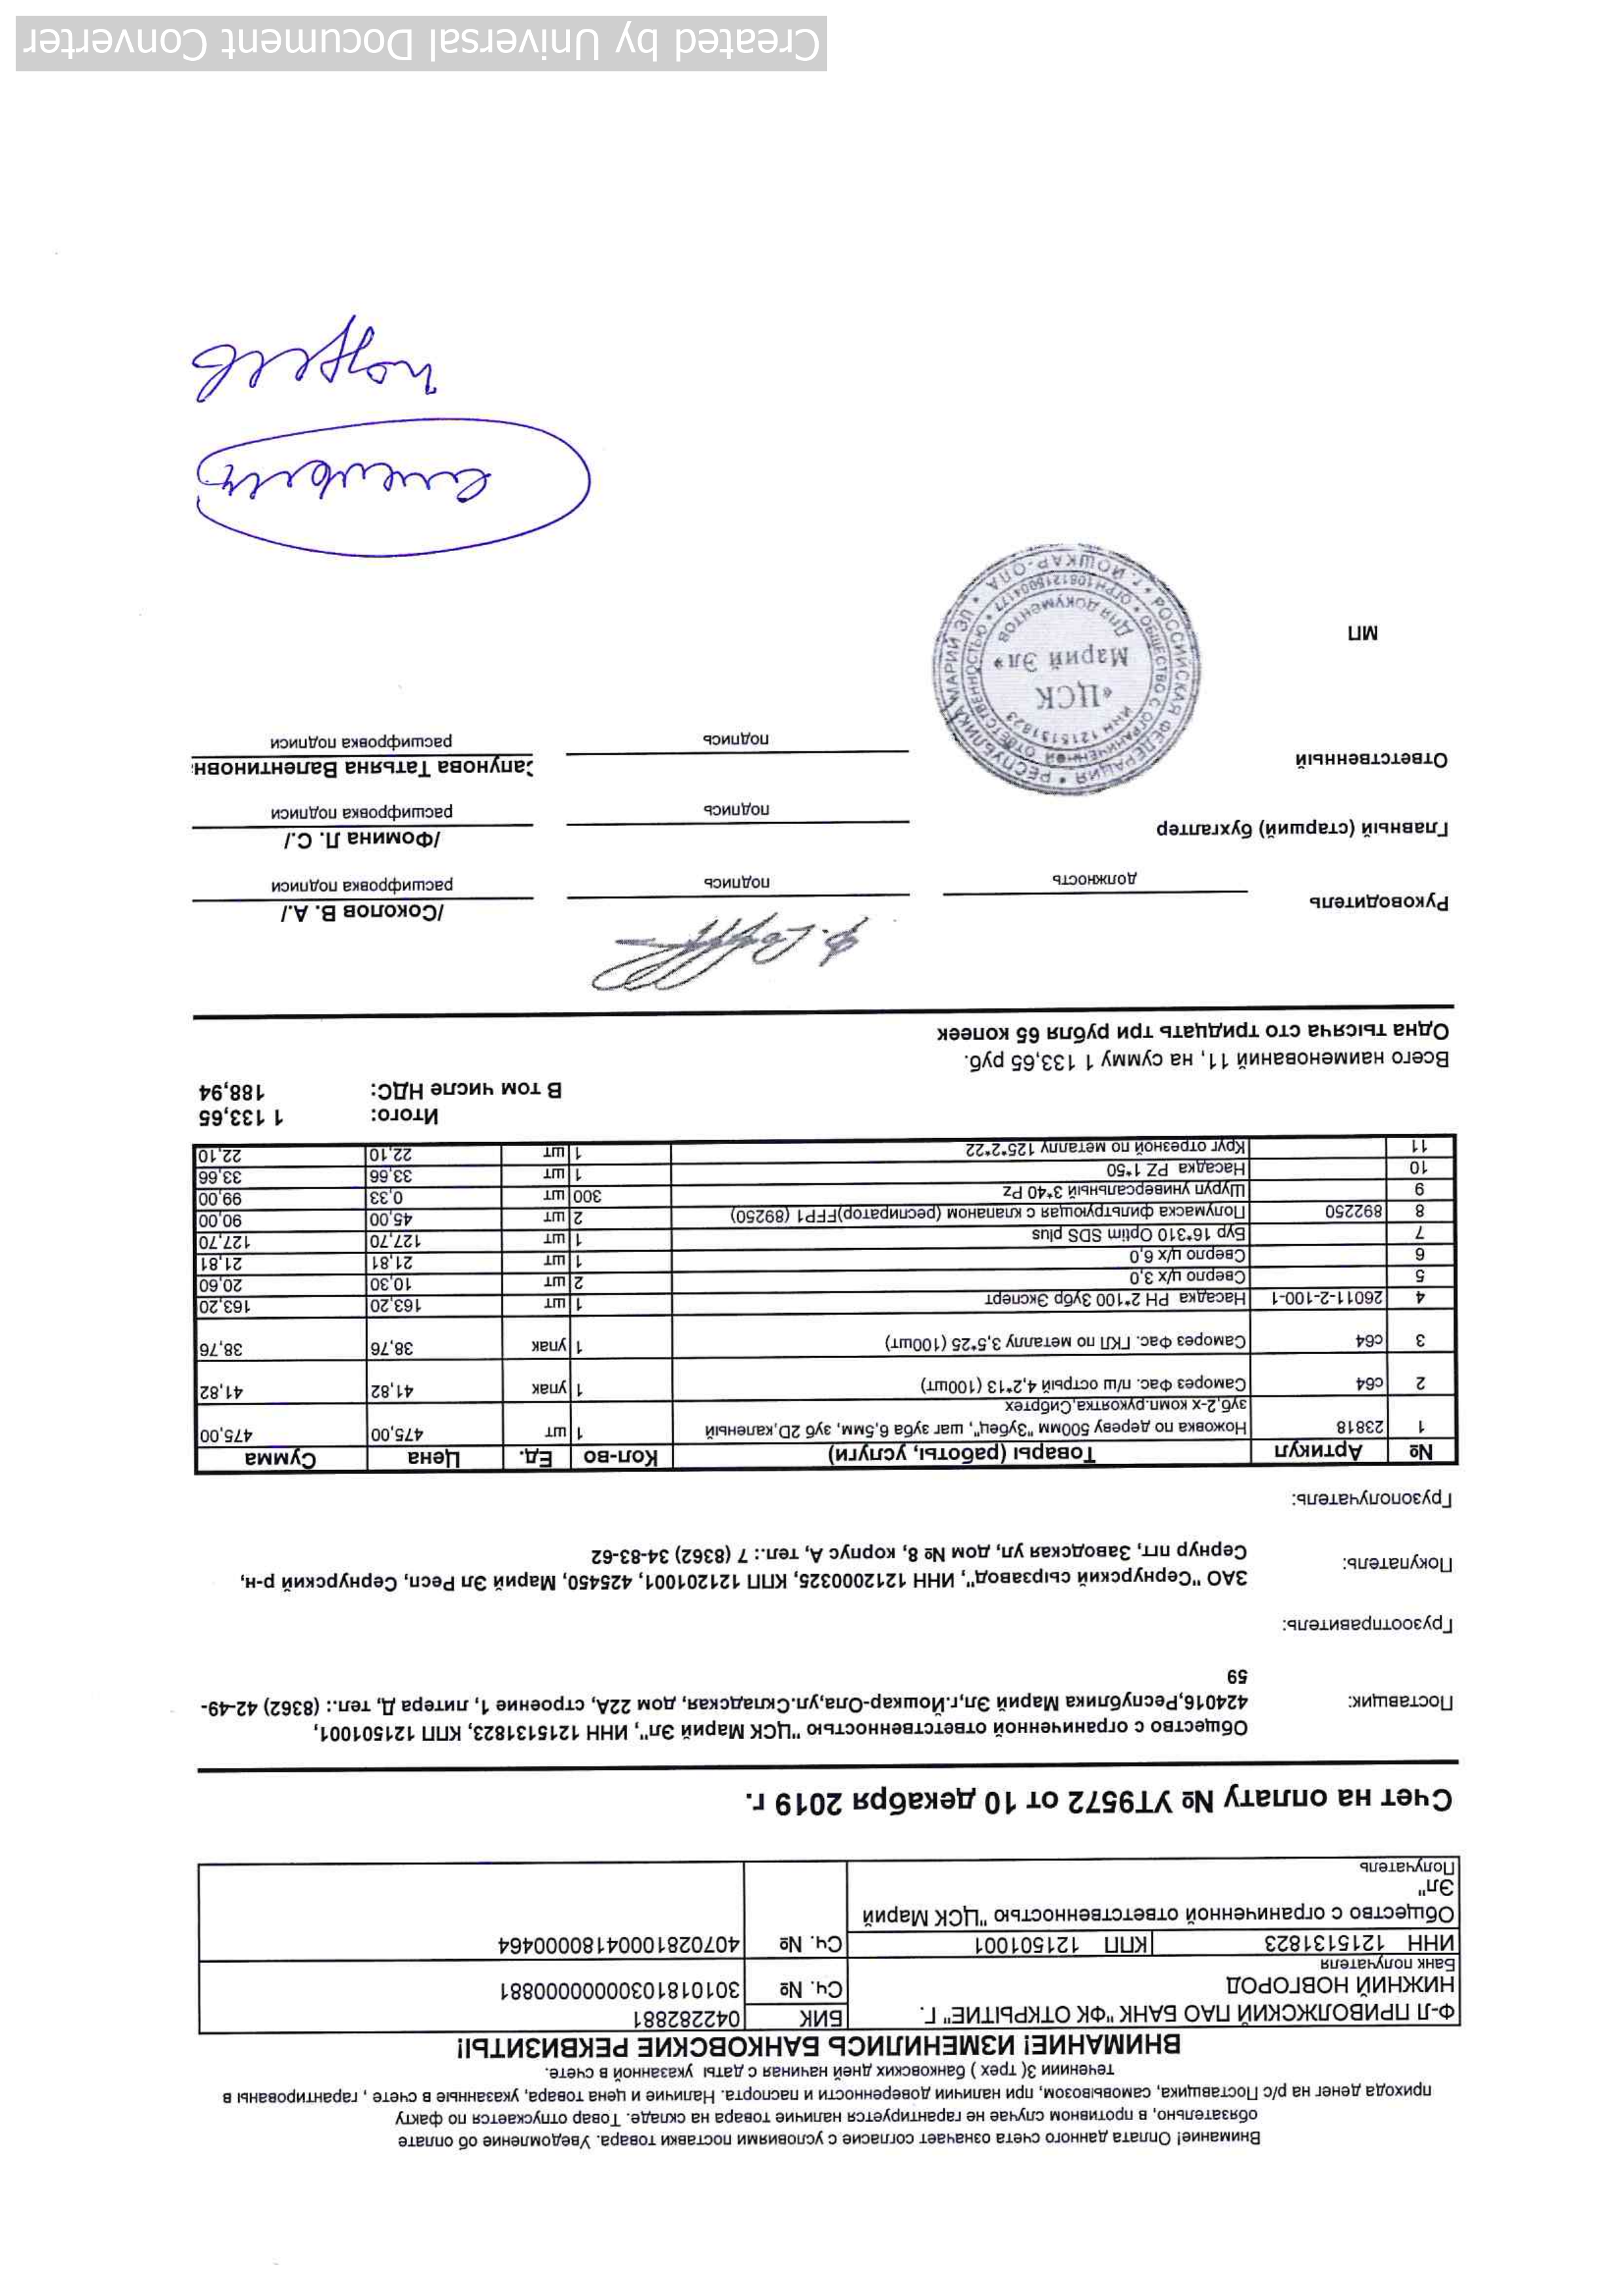 Внимание! Оплата данного счета означает согласие с условиями поставки товара. Уведомление об оплате
обязательно, в противном случае не гарантируется наличие товара на складе. Товар отпускается по факту
прихода денег на р/с Поставщика, самовывозом, при наличии доверенности и паспорта. Наличие и цена товара, указанные в счете , гарантированы в
течениии 3( трех ) банковских дней начиная с даты указанной в счете.
ВНИМАНИЕ! ИЗМЕНИЛИСЬ БАНКОВСКИЕ РЕКВИЗИТЫ!
Ф-Л ПРИВОЛЖСКИЙ ПАО БАНК "ФК ОТКРЫТИЕ" Г. БИК 042282881
НИЖНИЙ НОВГОРОД Сч. № 30101810300000000881
Банк получателя
ИНН 1215131823 КПП 121501001 Сч. № 40702810004180000464
Общество с ограниченной ответственностью "ЦСК Марий
Эл"
Получатель
Счет на оплату № УТ9572 от 10 декабря 2019 г.
Поставщик: Общество с ограниченной ответственностью "ЦСК Марий Эл", ИНН 1215131823, КПП 121501001,
424016,Республика Марий Эл,г.Йошкар-Ола,ул.Складская, дом 22А, строение 1, литера Д, тел.: (8362) 42-49-
59
Грузоотправитель:
Покупатель: ЗАО "Сернурский сырзавод", ИНН 1212000325, КПП 121201001, 425450, Марий Эл Респ, Сернурский р-н,
Сернур пгт, Заводская ул, дом № 8, корпус А, тел.: 7 (8362) 34-83-62
Грузополучатель:
№ Артикул Товары (работы, услуги) Кол-во Ед. Цена Сумма
1 23818 Ножовка по дереву 500мм "Зубец", шаг зуба 6,5мм, зуб 2D,каленый 1 шт 475,00 475,00
зуб,2-х комп.рукоятка,Сибртех
2 с64 Саморез Фас. п/ш острый 4,2*13 (100шт) 1 упак 41,82 41,82
3 с64 Саморез Фас. ГКЛ по металлу 3,5*25 (100шт) 1 упак 38,76 38,76
4 26011-2-100-1 Насадка PH 2*100 Зубр Эксперт 1 шт 163,20 163,20
5 Сверло ц/х 3,0 2 шт 10,30 20,60
6 Сверло ц/х 6,0 1 шт 21,81 21,81
7 Бур 16*310 Optim SDS plus 1 шт 127,70 127,70
8 892250 Полумаска фильтрующая с клапаном (респиратор)FFP1 (89250) 2 шт 45,00 90,00
9 Шуруп универсальный 3*40 Pz 300 шт 0,33 99,00
10 Насадка PZ 1*50 1 шт 33,66 33,66
11 Круг отрезной по металлу 125*2*22 1 шт 22,10 22,10
Итого: 1 133,65
В том числе НДС: 188,94
Всего наименований 11, на сумму 1 133,65 руб.
Одна тысяча сто тридцать три рубля 65 копеек
Руководитель /Соколов В. А./
должность подпись расшифровка подписи
Главный (старший) бухгалтер /Фомина Л. С./
подпись расшифровка подписи
Ответственный Сапунова Татьяна Валентиновн
подпись расшифровка подписи
МП
РОССИЙСКАЯ ФЕДЕРАЦИЯ * РЕСПУБЛИКА МАРИЙ ЭЛ * г. ЙОШКАР-ОЛА
ОБЩЕСТВО С ОГРАНИЧЕННОЙ ОТВЕТСТВЕННОСТЬЮ
ИНН 1215131823
«ЦСК
Марий Эл»
Для документов
Created by Universal Document Converter